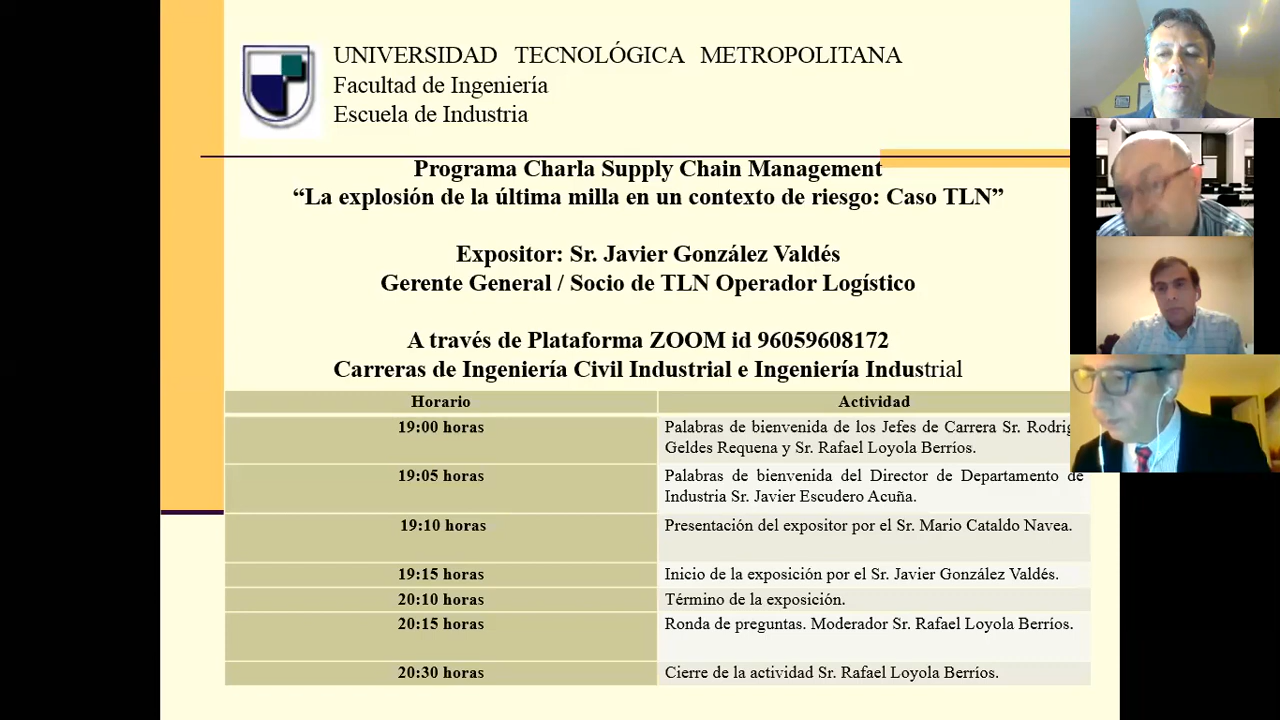 UNIVERSIDAD TECNOLÓGICA METROPOLITANA
Facultad de Ingeniería
Escuela de Industria
Programa Charla Supply Chain Management
“La explosión de la última milla en un contexto de riesgo: Caso TLN”
Expositor: Sr. Javier González Valdés
Gerente General / Socio de TLN Operador Logístico
A través de Plataforma ZOOM id 96059608172
Carreras de Ingeniería Civil Industrial e Ingeniería Industrial
Horario Actividad
19:00 horas Palabras de bienvenida de los Jefes de Carrera Sr.
Geldes Requena y Sr. Rafael Loyola Berríos.
19:05 horas Palabras de bienvenida del Director de Departamento de
Industria Sr. Javier Escudero Acuña.
19:10 horas Presentación del expositor por el Sr. Mario Cataldo Navea.
19:15 horas Inicio de la exposición por el Sr. Javier González Valdés.
20:10 horas Término de la exposición.
20:15 horas Ronda de preguntas. Moderador Sr. Rafael Loyola Berríos.
20:30 horas Cierre de la actividad Sr. Rafael Loyola Berríos.